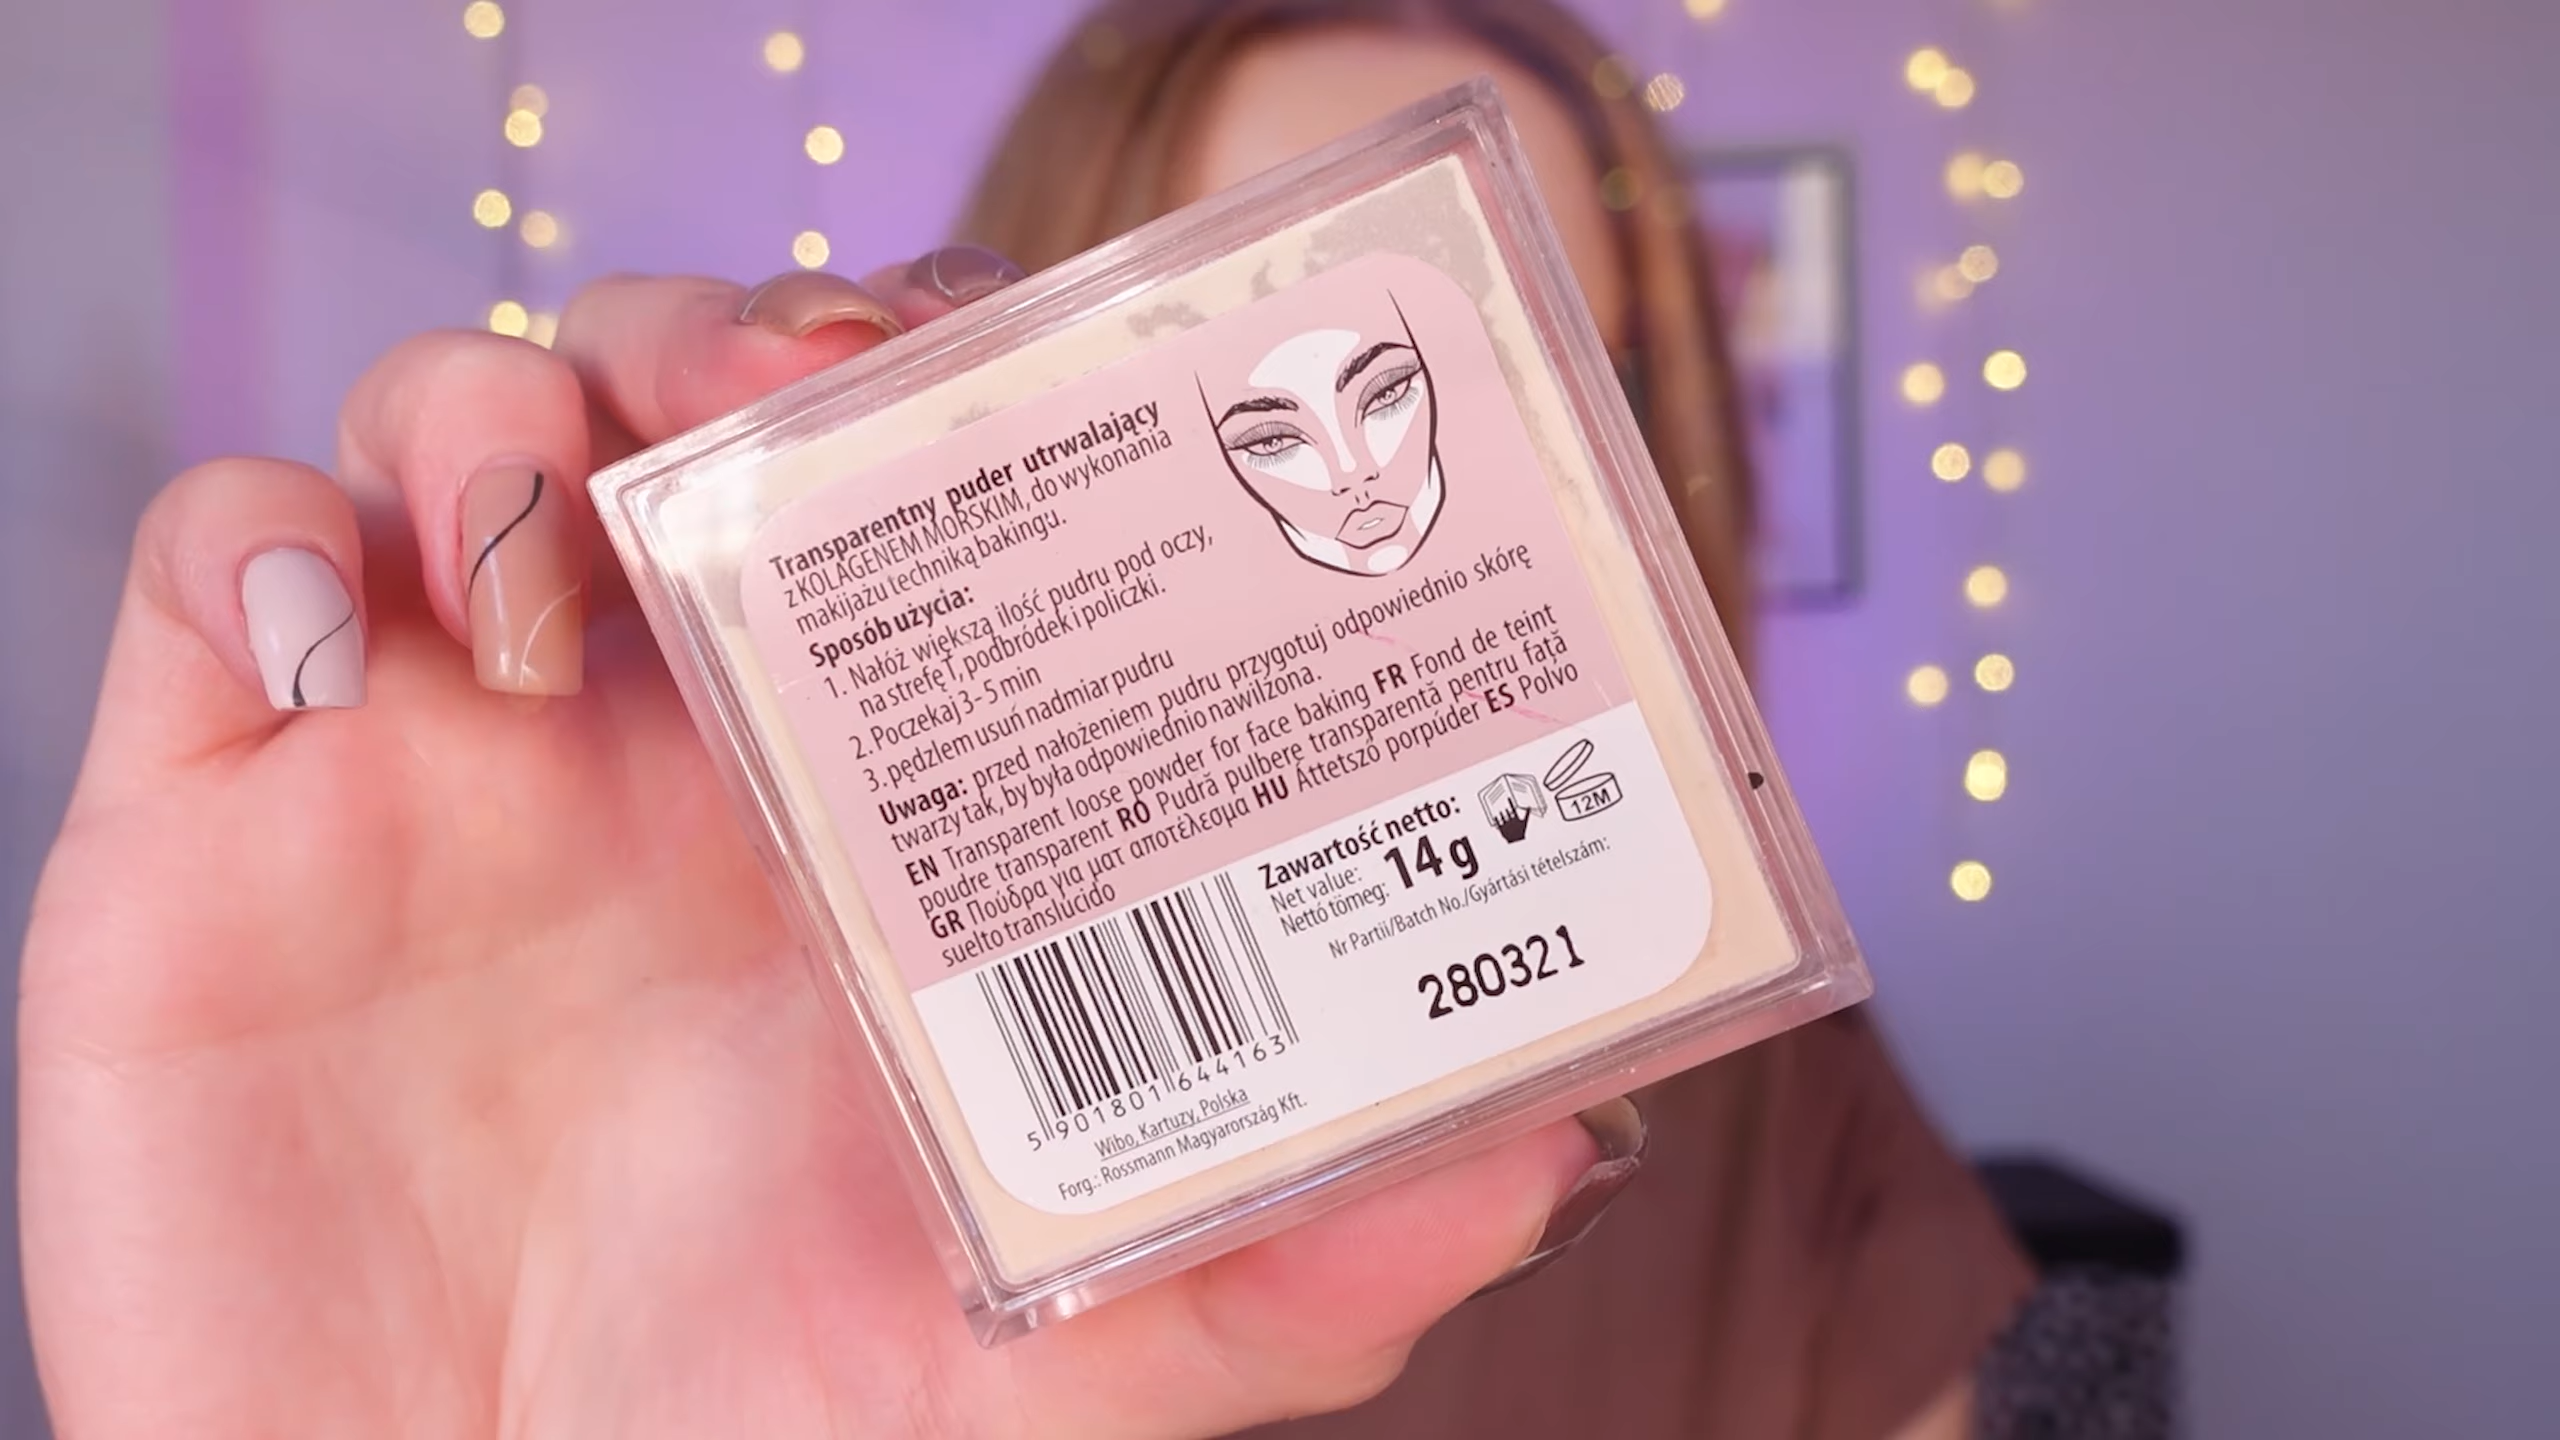 Transparentny puder utrwalający
z KOLAGENEM MORSKIM, do wykonania
makijażu techniką bakingu.
Sposób użycia:
1. Nałóż większą ilość pudru pod oczy,
na strefę T, podbródek i policzki.
2. Poczekaj 3-5 min
3. pędzlem usuń nadmiar pudru
Uwaga: przed nałożeniem pudru przygotuj odpowiednio skórę
twarzy tak, by była odpowiednio nawilżona.
EN Transparent loose powder for face baking FR Fond de teint
poudre transparent RO Pudră pulbere transparentă pentru față
GR Πούδρα για ματ αποτέλεσμα HU Áttetsző porpúder ES Polvo
suelto translúcido
Zawartość netto:
Net value:
Nettó tömeg:
14 g
12M
Nr Partii/Batch No./Gyártási tételszám:
280321
5 901801 644163
Wibo, Kartuzy, Polska
Forg.: Rossmann Magyarország Kft.